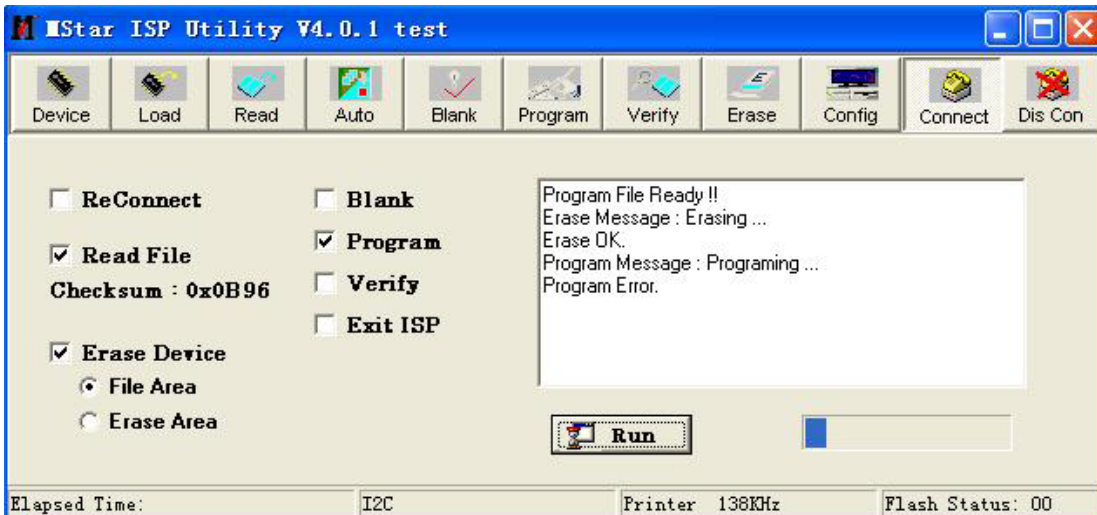 MStar ISP Utility V4.0.1 test
Device Load Read Auto Blank Program Verify Erase Config Connect Dis Con
ReConnect
Read File
Checksum : 0x0B96
Erase Device
File Area
Erase Area
Blank
Program
Verify
Exit ISP
Program File Ready !!
Erase Message : Erasing ...
Erase OK.
Program Message : Programing ...
Program Error.
Run
Elapsed Time: I2C Printer 138KHz Flash Status: 00